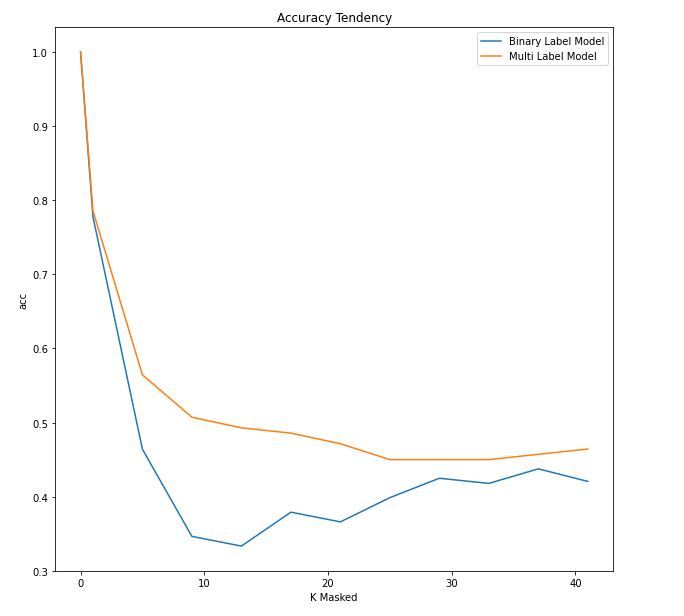 Accuracy Tendency
Binary Label Model
Multi Label Model
1.0
0.9
0.8
0.7
0.6
0.5
0.4
0.3
acc
0 10 20 30 40
K Masked